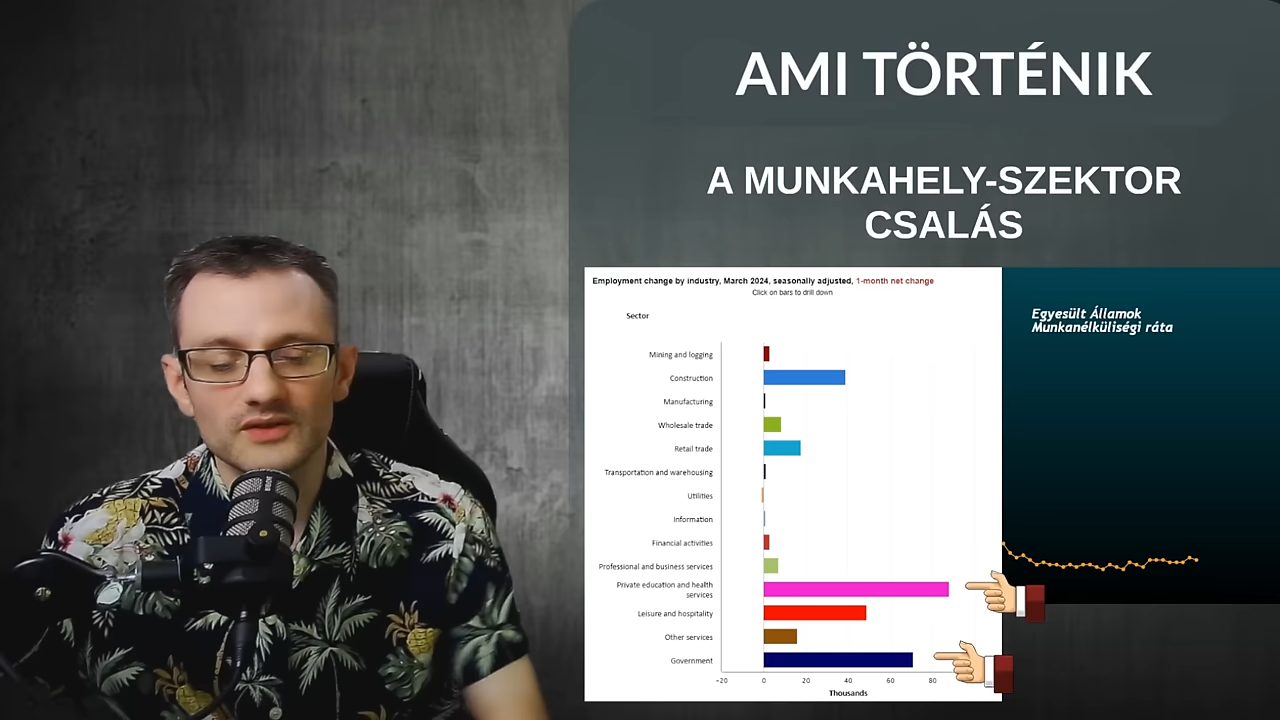 AMI TÖRTÉNIK
A MUNKAHELY-SZEKTOR
CSALÁS
Employment change by industry, March 2024, seasonally adjusted, 1-month net change
Click on bars to drill down
Sector
Mining and logging
Construction
Manufacturing
Wholesale trade
Retail trade
Transportation and warehousing
Utilities
Information
Financial activities
Professional and business services
Private education and health
services
Leisure and hospitality
Other services
Government
-20 0 20 40 60 80
Thousands
Egyesült Államok
Munkanélküliségi ráta